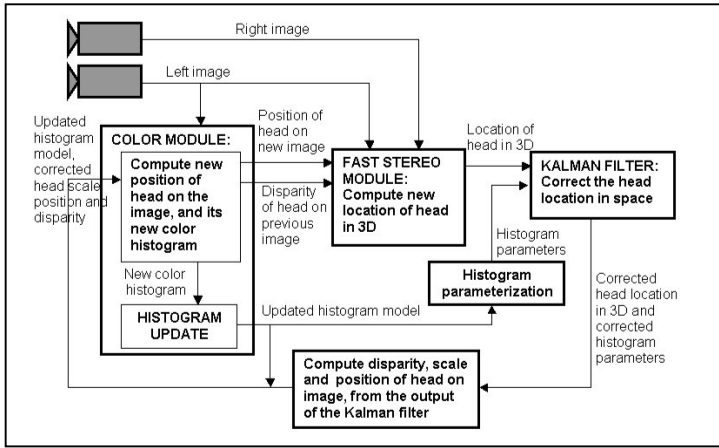 Right image
Left image
Updated
histogram
model,
corrected
head scale
position and
disparity
COLOR MODULE:
Compute new
position of
head on the
image, and its
new color
histogram
New color
histogram
HISTOGRAM
UPDATE
Position of
head on
new image
Disparity
of head on
previous
image
FAST STEREO
MODULE:
Compute new
location of head
in 3D
Location of
head in 3D
KALMAN FILTER:
Correct the head
location in space
Histogram
parameters
Histogram
parameterization
Updated histogram model
Corrected
head location
in 3D and
corrected
histogram
parameters
Compute disparity, scale
and position of head on
image, from the output
of the Kalman filter